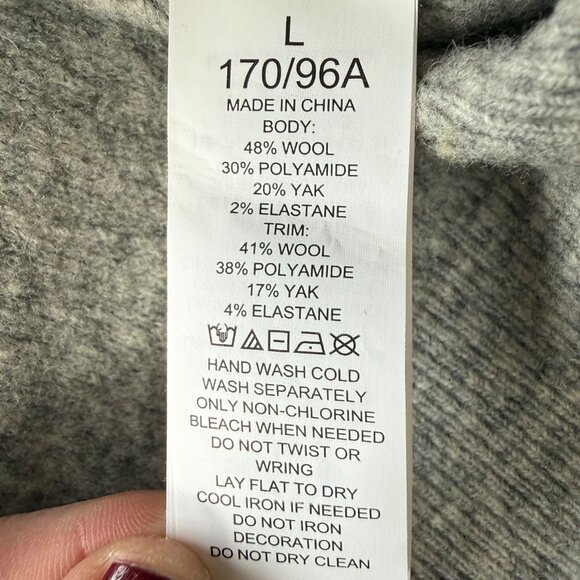 L
170/96A
MADE IN CHINA
BODY:
48% WOOL
30% POLYAMIDE
20% YAK
2% ELASTANE
TRIM:
41% WOOL
38% POLYAMIDE
17% YAK
4% ELASTANE
HAND WASH COLD
WASH SEPARATELY
ONLY NON-CHLORINE
BLEACH WHEN NEEDED
DO NOT TWIST OR
WRING
LAY FLAT TO DRY
COOL IRON IF NEEDED
DO NOT IRON
DECORATION
DO NOT DRY CLEAN